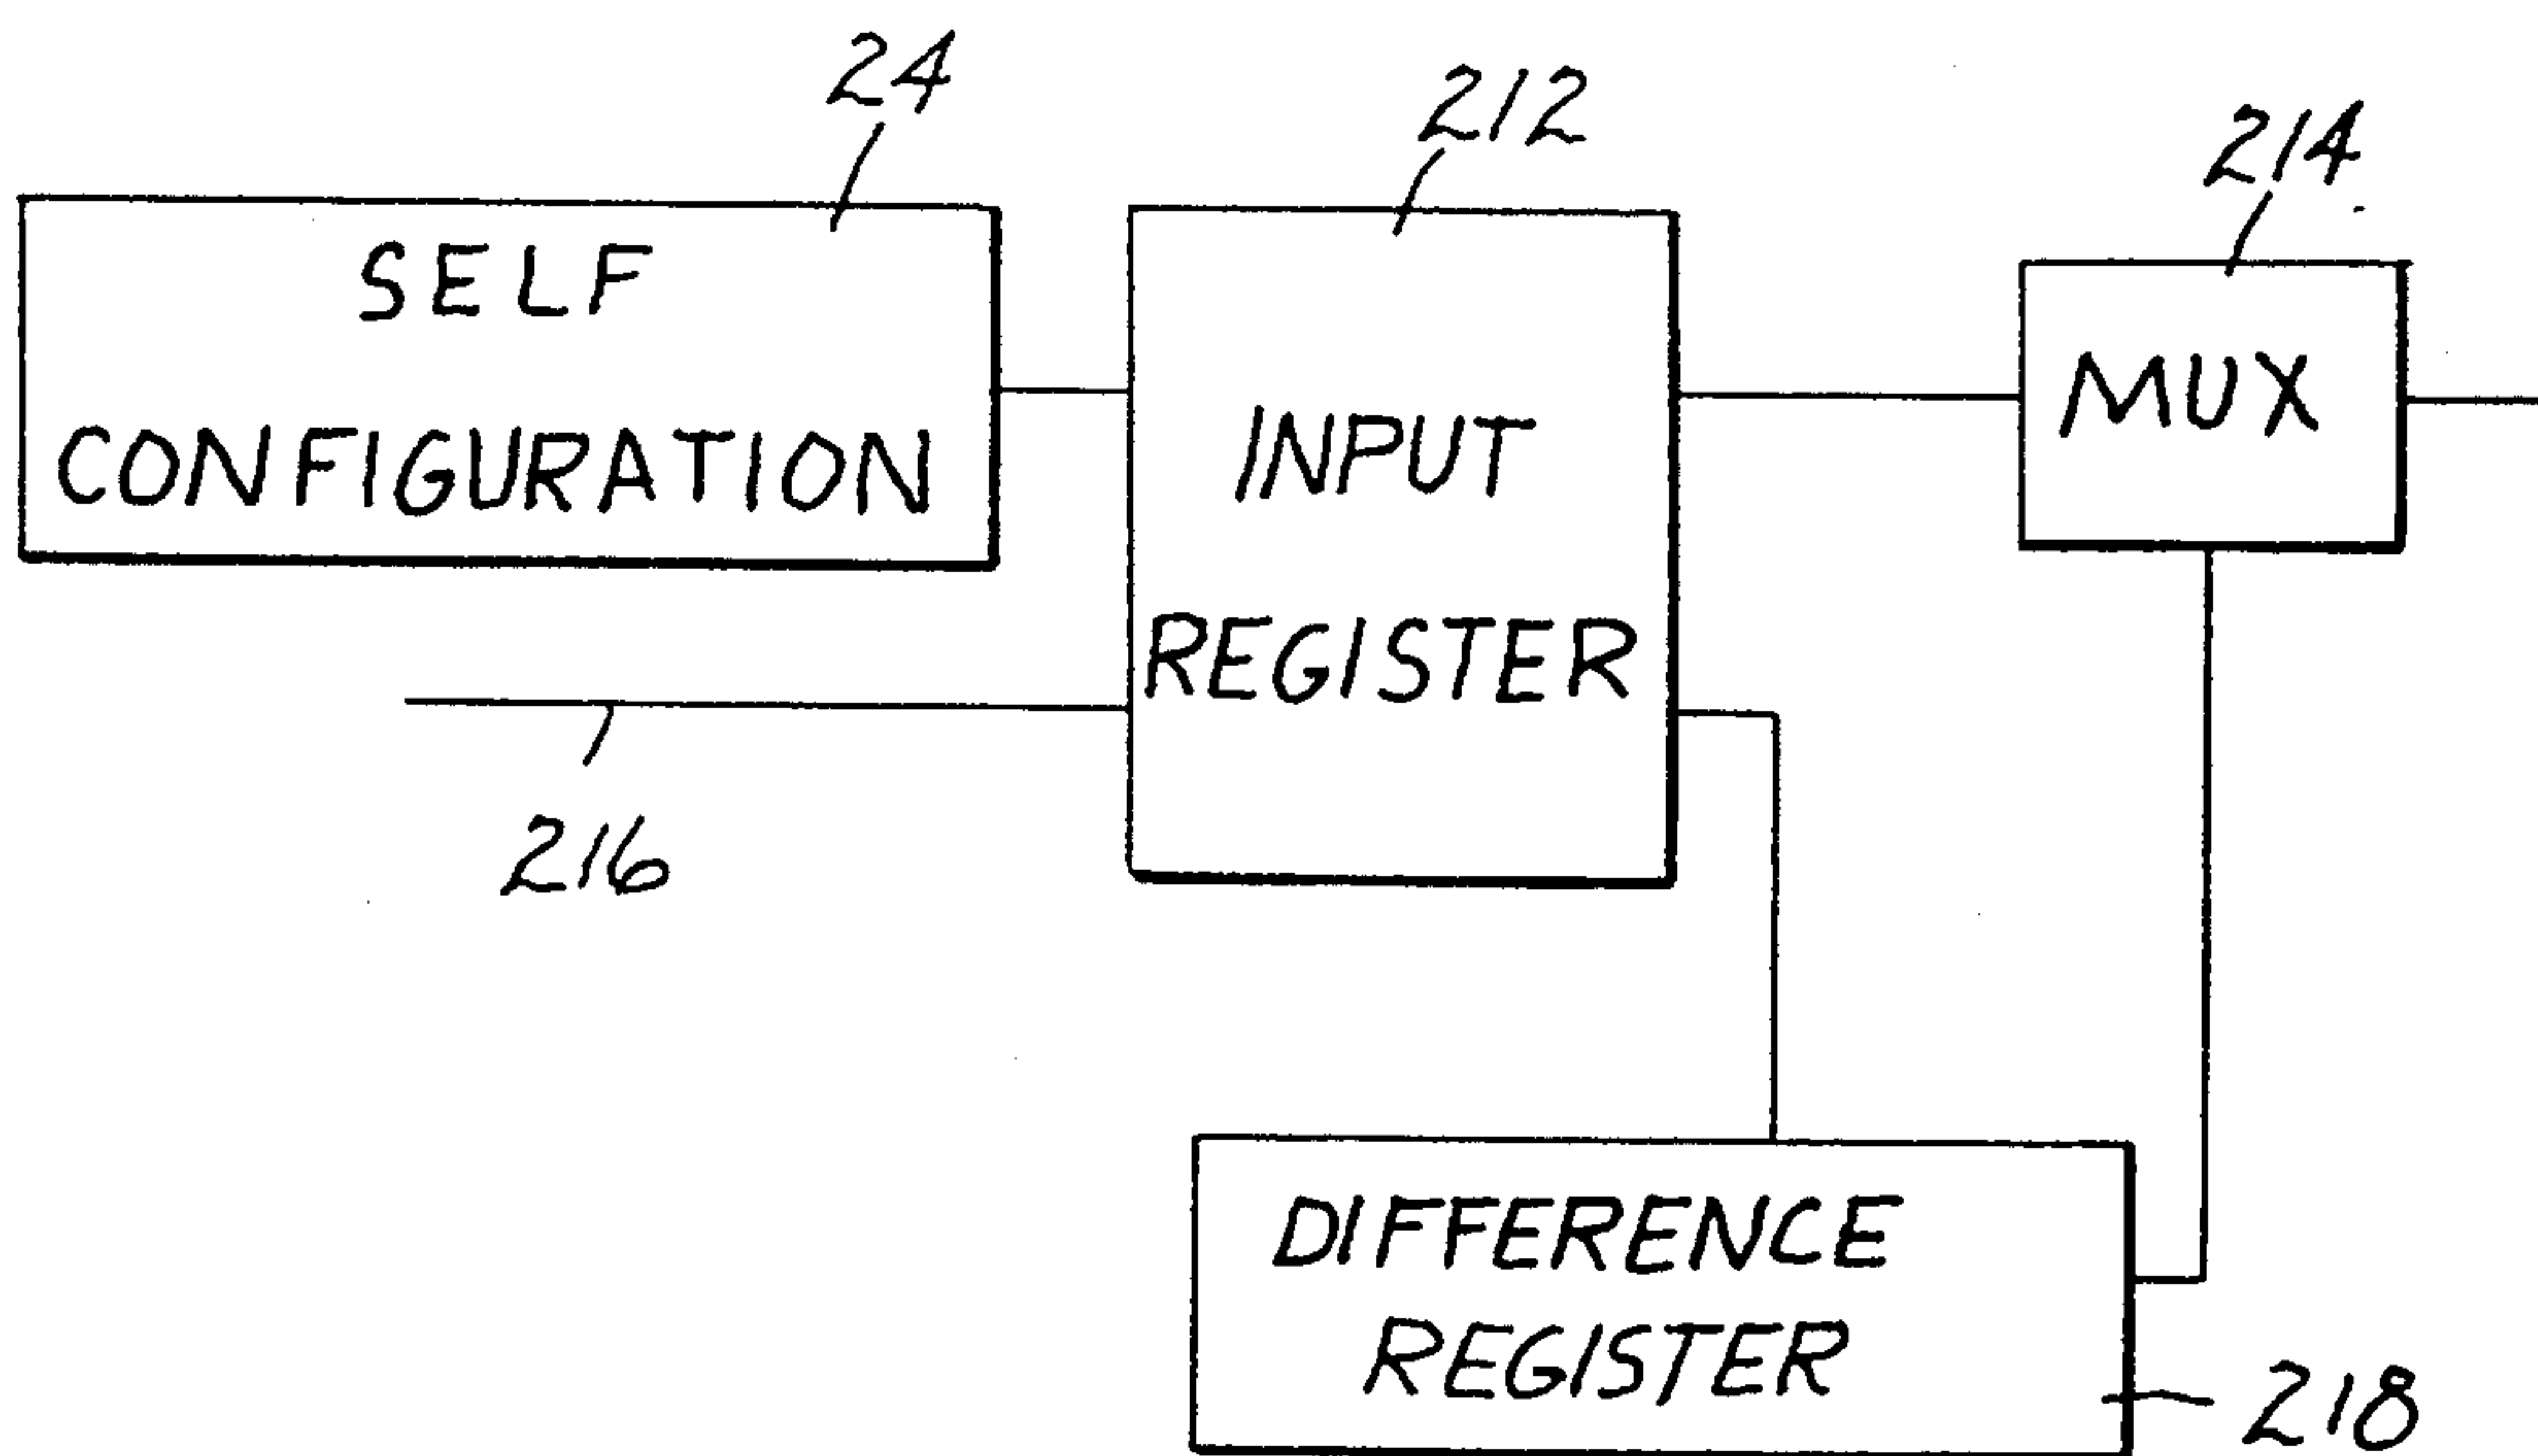 24
212
214
SELF
CONFIGURATION
INPUT
REGISTER
MUX
216
DIFFERENCE
REGISTER
218